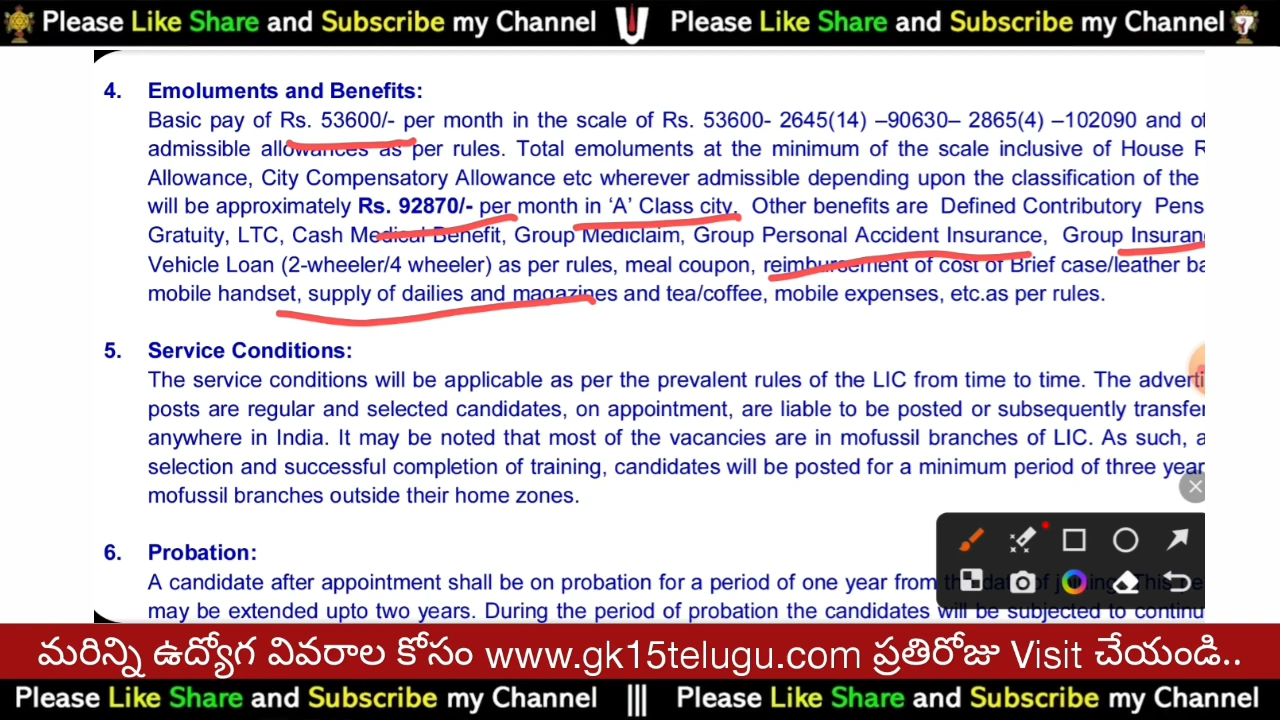 Please Like Share and Subscribe my Channel Please Like Share and Subscribe my Channel
4. Emoluments and Benefits:
Basic pay of Rs. 53600/- per month in the scale of Rs. 53600- 2645(14) –90630– 2865(4) –102090 and
admissible allowances as per rules. Total emoluments at the minimum of the scale inclusive of House
Allowance, City Compensatory Allowance etc wherever admissible depending upon the classification of the
will be approximately Rs. 92870/- per month in ‘A’ Class city. Other benefits are Defined Contributory
Gratuity, LTC, Cash Medical Benefit, Group Mediclaim, Group Personal Accident Insurance, Group
Vehicle Loan (2-wheeler/4 wheeler) as per rules, meal coupon, reimbursement of cost of Brief case/leather
mobile handset, supply of dailies and magazines and tea/coffee, mobile expenses, etc.as per rules.
5. Service Conditions:
The service conditions will be applicable as per the prevalent rules of the LIC from time to time. The
posts are regular and selected candidates, on appointment, are liable to be posted or subsequently
anywhere in India. It may be noted that most of the vacancies are in mofussil branches of LIC. As such,
selection and successful completion of training, candidates will be posted for a minimum period of three
mofussil branches outside their home zones.
6. Probation:
A candidate after appointment shall be on probation for a period of one year from
may be extended upto two years. During the period of probation the candidates will be subjected to
మరిన్ని ఉద్యోగ వివరాల కోసం www.gk15telugu.com ప్రతిరోజు Visit చేయండి..
Please Like Share and Subscribe my Channel ||| Please Like Share and Subscribe my Channel